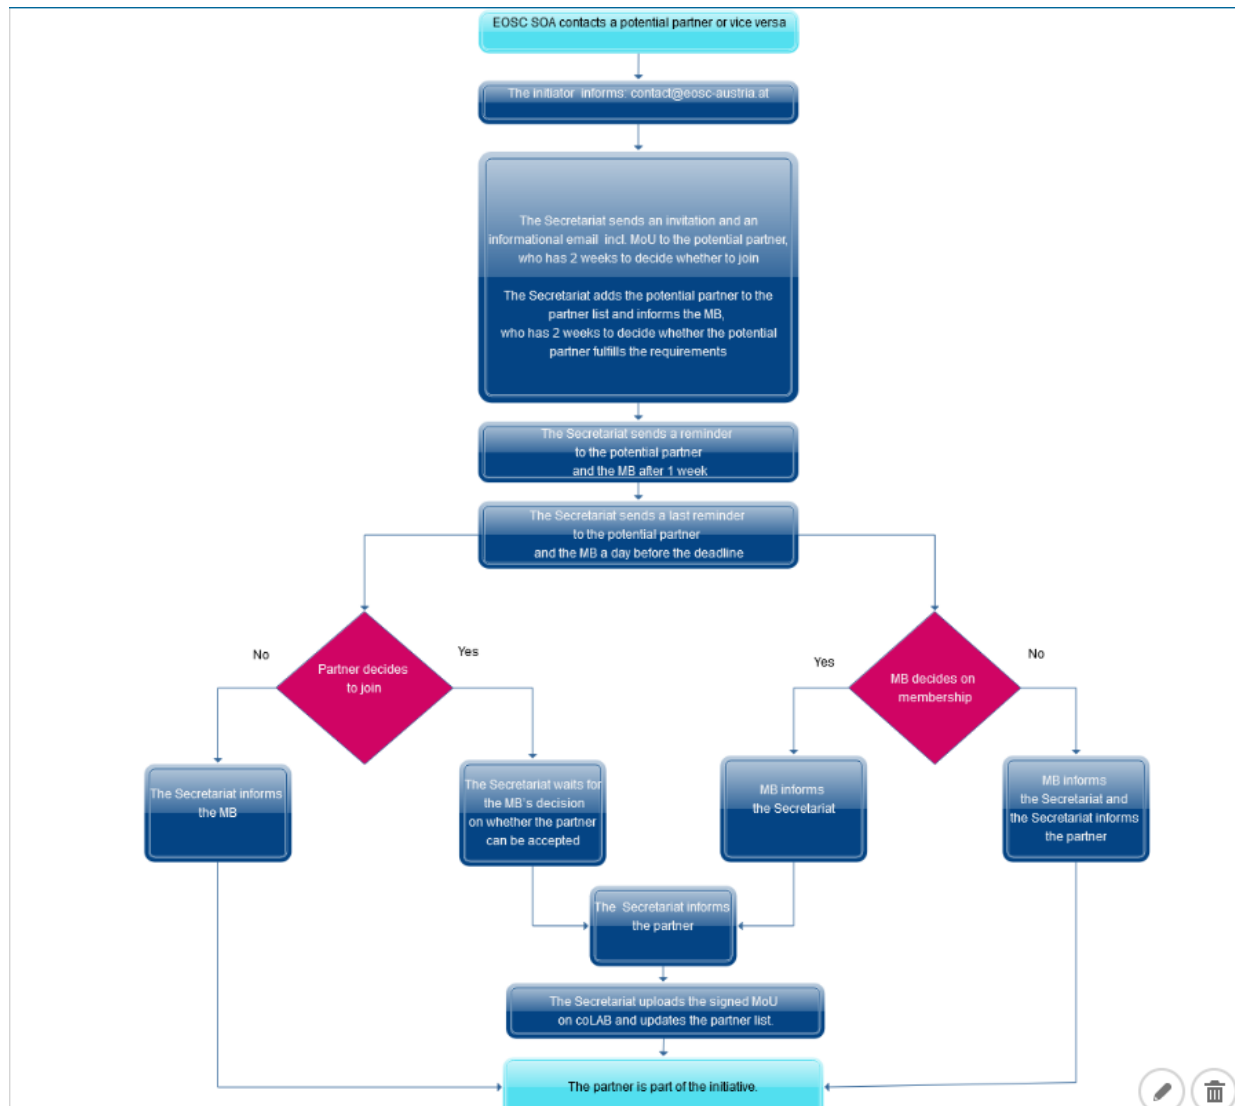 EOSC SOA contacts a potential partner or vice versa
The initiator informs: contact@eosc-austria.at
The Secretariat sends an invitation and an
informational email incl. MoU to the potential partner,
who has 2 weeks to decide whether to join
The Secretariat adds the potential partner to the
partner list and informs the MB,
who has 2 weeks to decide whether the potential
partner fulfills the requirements
The Secretariat sends a reminder
to the potential partner
and the MB after 1 week
The Secretariat sends a last reminder
to the potential partner
and the MB a day before the deadline
No
Partner decides
to join
Yes
Yes
MB decides on
membership
No
The Secretariat informs
the MB
The Secretariat waits for
the MB's decision
on whether the partner
can be accepted
MB informs
the Secretariat
MB informs
the Secretariat and
the Secretariat informs
the partner
The Secretariat informs
the partner
The Secretariat uploads the signed MoU
on coLAB and updates the partner list.
The partner is part of the initiative.